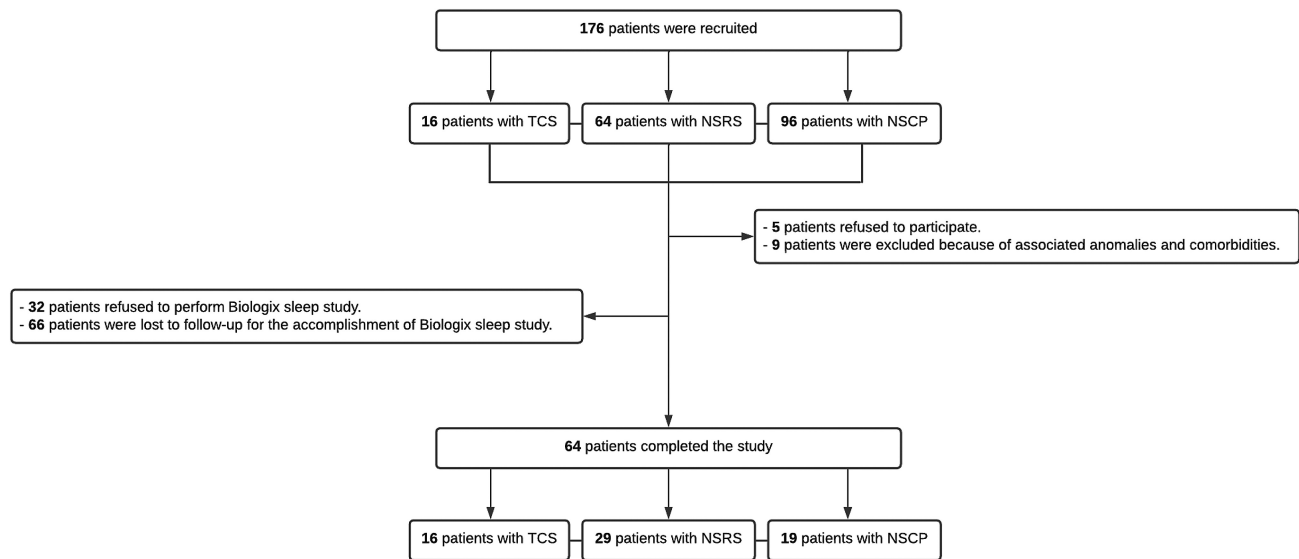 176 patients were recruited
16 patients with TCS
64 patients with NSRS
96 patients with NSCP
- 5 patients refused to participate.
- 9 patients were excluded because of associated anomalies and comorbidities.
- 32 patients refused to perform Biologix sleep study.
- 66 patients were lost to follow-up for the accomplishment of Biologix sleep study.
64 patients completed the study
16 patients with TCS
29 patients with NSRS
19 patients with NSCP